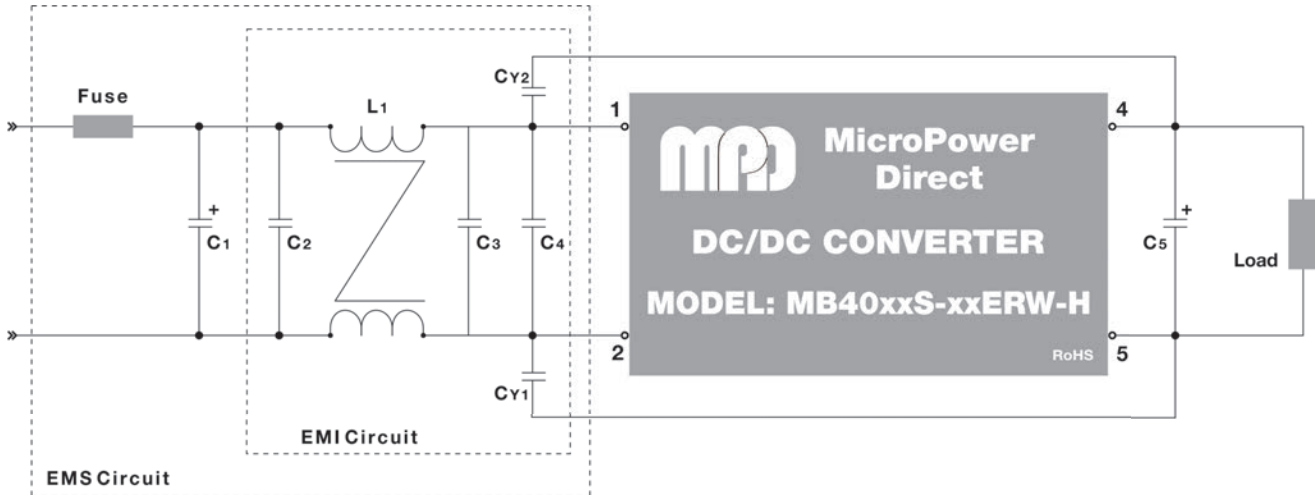 Fuse
L1
CY2
1
4
MPD
MicroPower
Direct
+
C1
C2
C3
C4
DC/DC CONVERTER
+
C5
Load
MODEL: MB40xxS-xxERW-H
2
5
RoHS
CY1
EMI Circuit
EMS Circuit